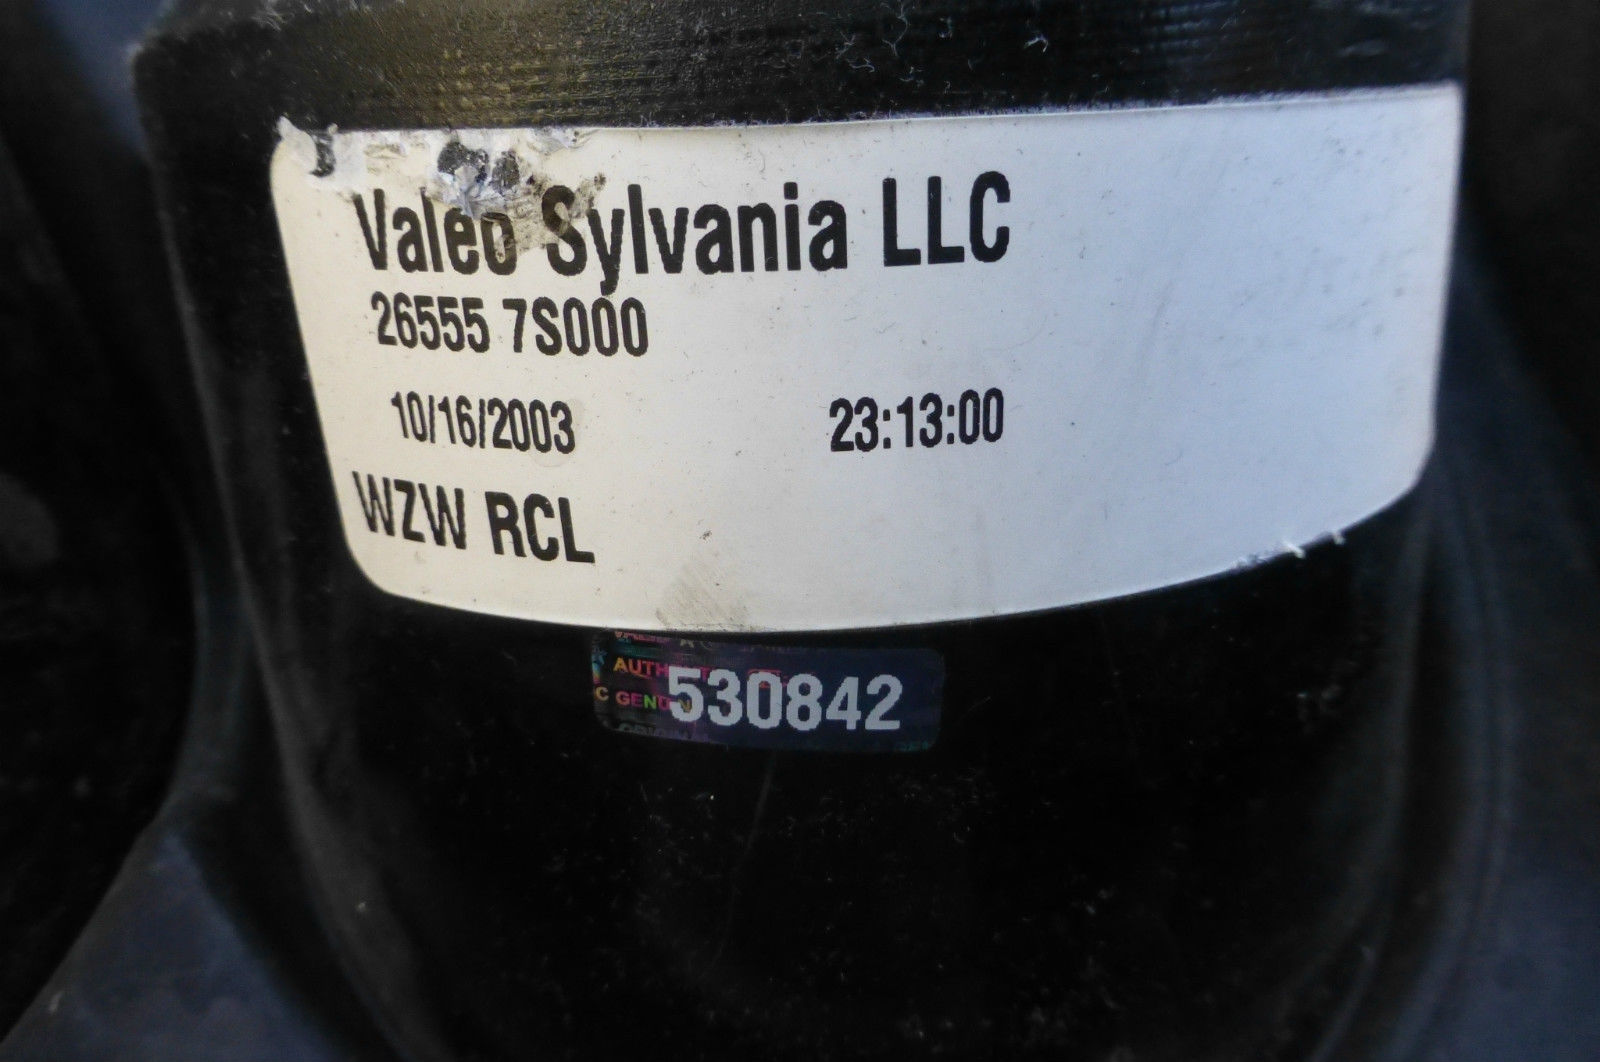 Valeo Sylvania LLC
26555 7S000
10/16/2003 23:13:00
WZW RCL
530842